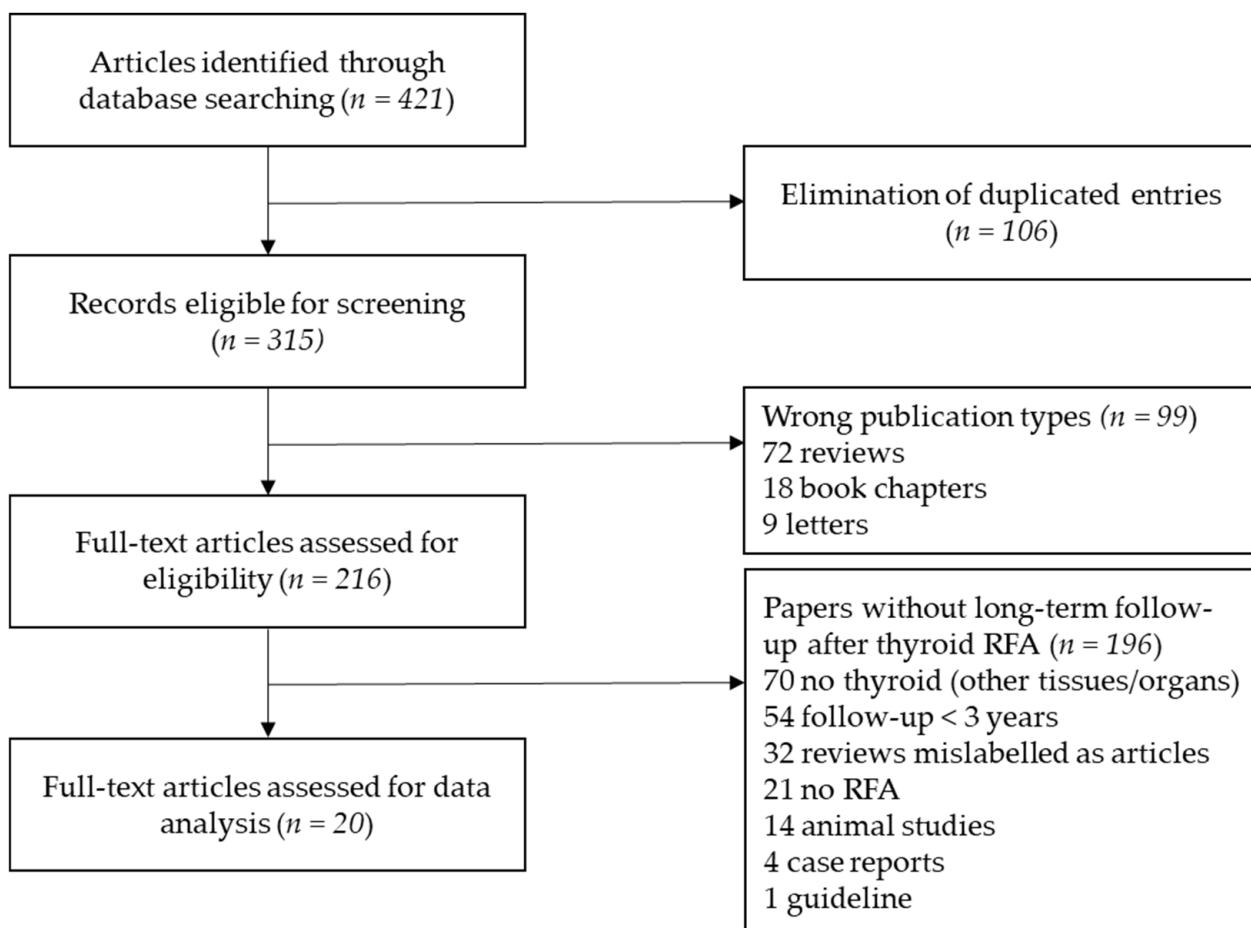 Articles identified through
database searching (n = 421)
Elimination of duplicated entries
(n = 106)
Records eligible for screening
(n = 315)
Wrong publication types (n = 99)
72 reviews
18 book chapters
9 letters
Full-text articles assessed for
eligibility (n = 216)
Papers without long-term follow-
up after thyroid RFA (n = 196)
70 no thyroid (other tissues/organs)
54 follow-up < 3 years
32 reviews mislabelled as articles
21 no RFA
14 animal studies
4 case reports
1 guideline
Full-text articles assessed for data
analysis (n = 20)